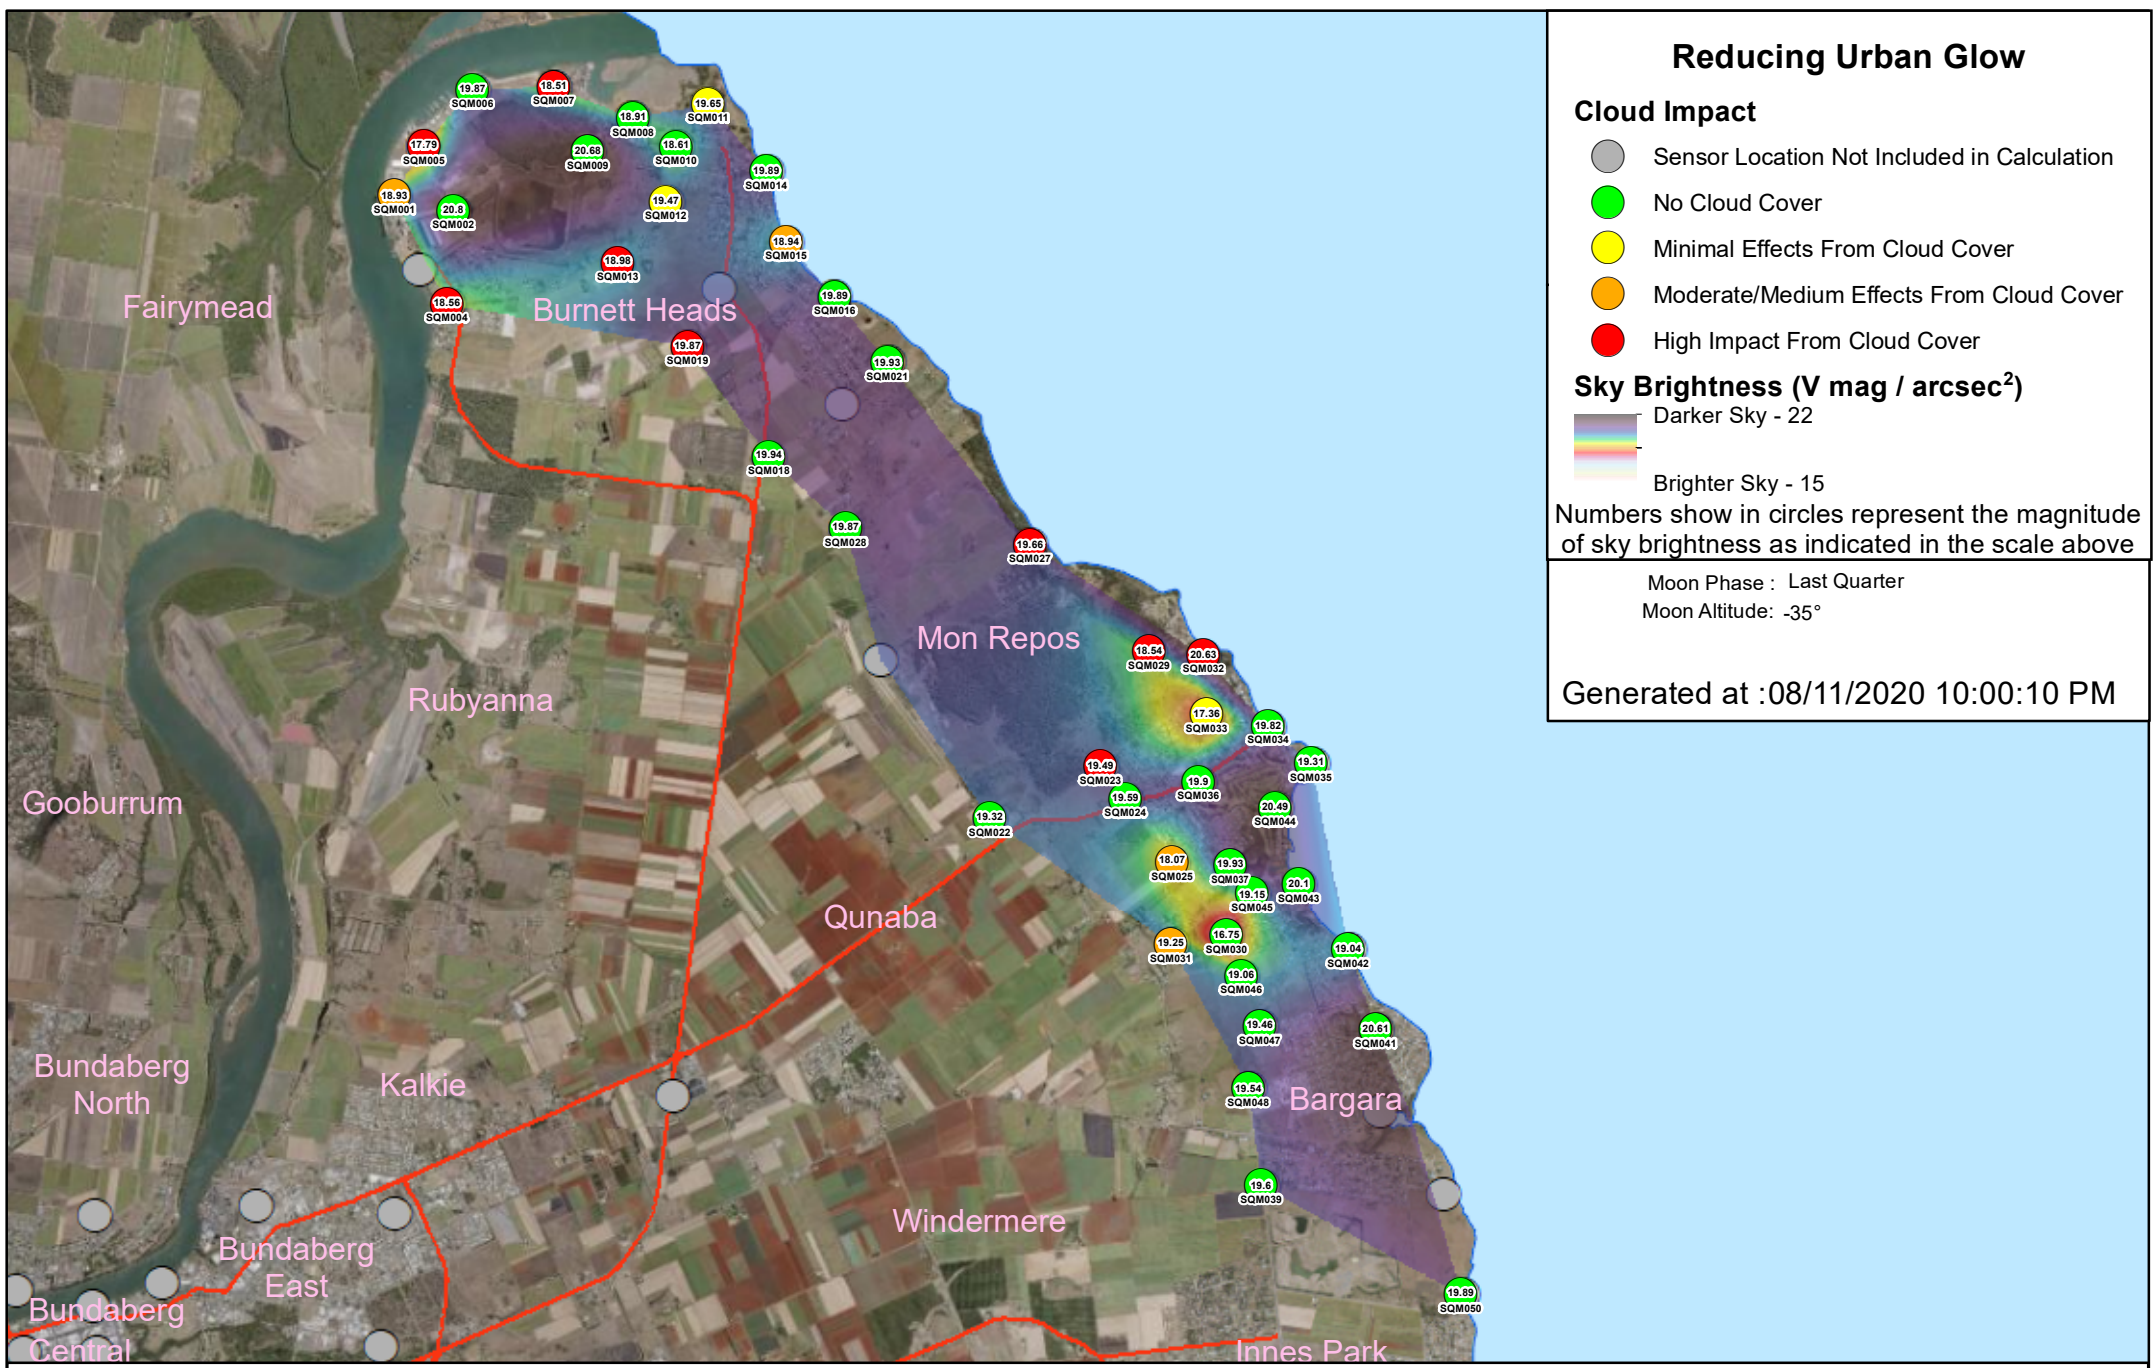 Reducing Urban Glow
Cloud Impact
Sensor Location Not Included in Calculation
No Cloud Cover
Minimal Effects From Cloud Cover
Moderate/Medium Effects From Cloud Cover
High Impact From Cloud Cover
Sky Brightness (V mag / arcsec²)
Darker Sky - 22
Brighter Sky - 15
Numbers show in circles represent the magnitude
of sky brightness as indicated in the scale above
Moon Phase : Last Quarter
Moon Altitude: -35°
Generated at :08/11/2020 10:00:10 PM
19.87
SQM006
18.51
SQM007
18.91
SQM008
19.65
SQM011
17.79
SQM005
20.68
SQM009
18.61
SQM010
19.89
SQM014
18.93
SQM001
20.8
SQM002
19.47
SQM012
18.94
SQM015
18.98
SQM013
18.56
SQM004
19.89
SQM016
Fairymead
Burnett Heads
19.87
SQM019
19.93
SQM021
19.94
SQM018
19.87
SQM028
19.66
SQM027
Mon Repos
18.54
SQM029
20.63
SQM032
Rubyanna
17.36
SQM033
19.82
SQM034
19.49
SQM023
19.31
SQM035
19.9
SQM036
19.59
SQM024
20.49
SQM044
Gooburrum
19.32
SQM022
18.07
SQM025
19.93
SQM037
19.15
SQM045
20.1
SQM043
Qunaba
19.25
SQM031
16.75
SQM030
19.04
SQM042
19.06
SQM046
19.46
SQM047
20.61
SQM041
Bundaberg
North
Kalkie
19.54
SQM048
Bargara
19.6
SQM039
Windermere
Bundaberg
East
19.89
SQM050
Bundaberg
Central
Innes Park